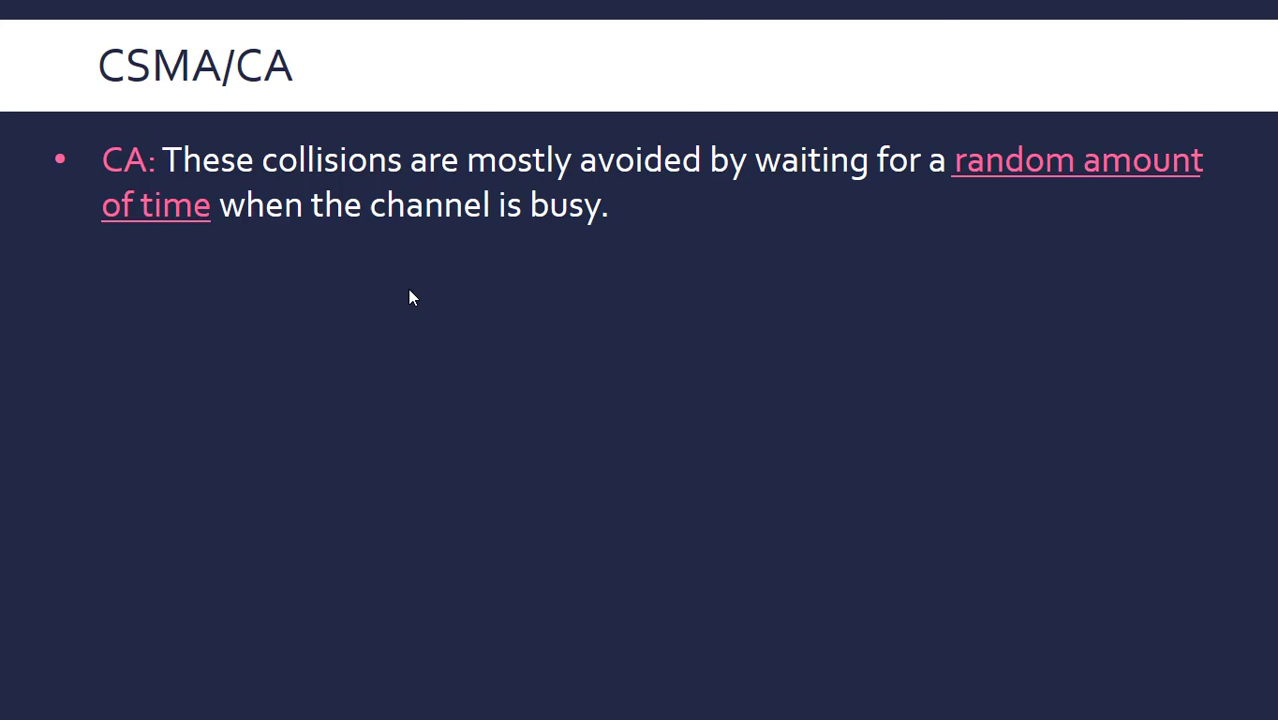 CSMA/CA
• CA: These collisions are mostly avoided by waiting for a random amount
of time when the channel is busy.